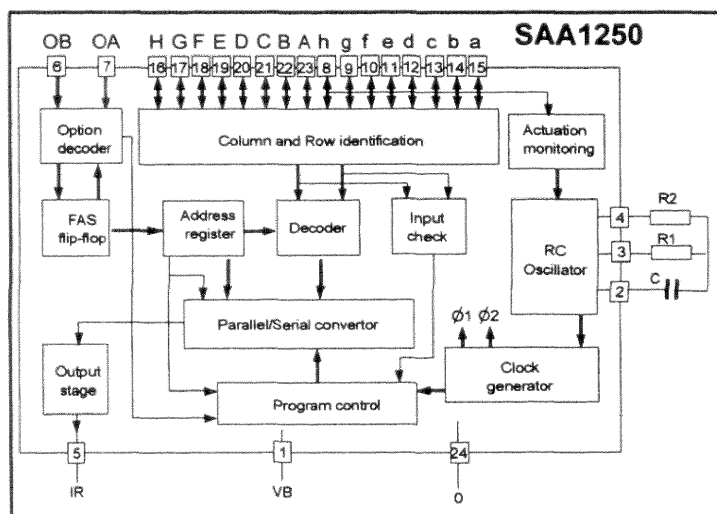 SAA1250
OB OA H G F E D C B A h g f e d c b a
6 7 16 17 18 19 20 21 22 23 8 9 10 11 12 13 14 15
Option
decoder
Column and Row identification
Actuation
monitoring
FAS
flip-flop
Address
register
Decoder
Input
check
RC
Oscillator
4 R2
3 R1
2 C
Parallel/Serial convertor
Ø1 Ø2
Output
stage
Program control
Clock
generator
5 1 24
IR VB 0